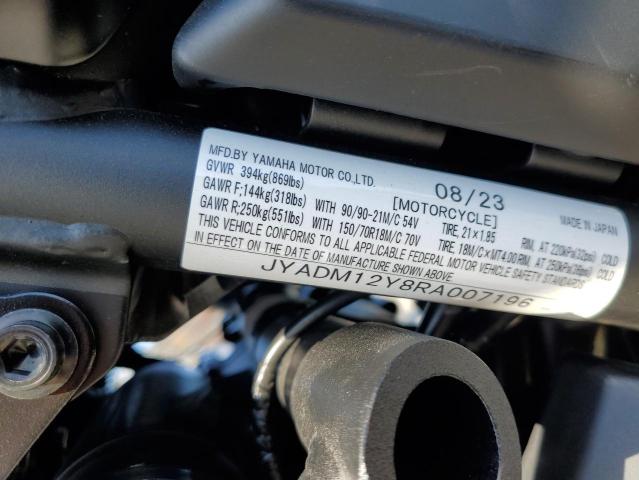 MFD.BY YAMAHA MOTOR CO.,LTD. 08/23 MADE IN JAPAN
GVWR 394kg(869lbs) [MOTORCYCLE]
GAWR F;144kg(318lbs) WITH 90/90-21M/C 54V TIRE 21×1.85 RIM, AT 220kPa(32psi) COLD
GAWR R;250kg(551lbs) WITH 150/70R18M/C 70V TIRE 18M/C×MT4.00 RIM, AT 250kPa(36psi) COLD
THIS VEHICLE CONFORMS TO ALL APPLICABLE FEDERAL MOTOR VEHICLE SAFETY STANDARDS
IN EFFECT ON THE DATE OF MANUFACTURE SHOWN ABOVE
JYADM12Y8RA007196